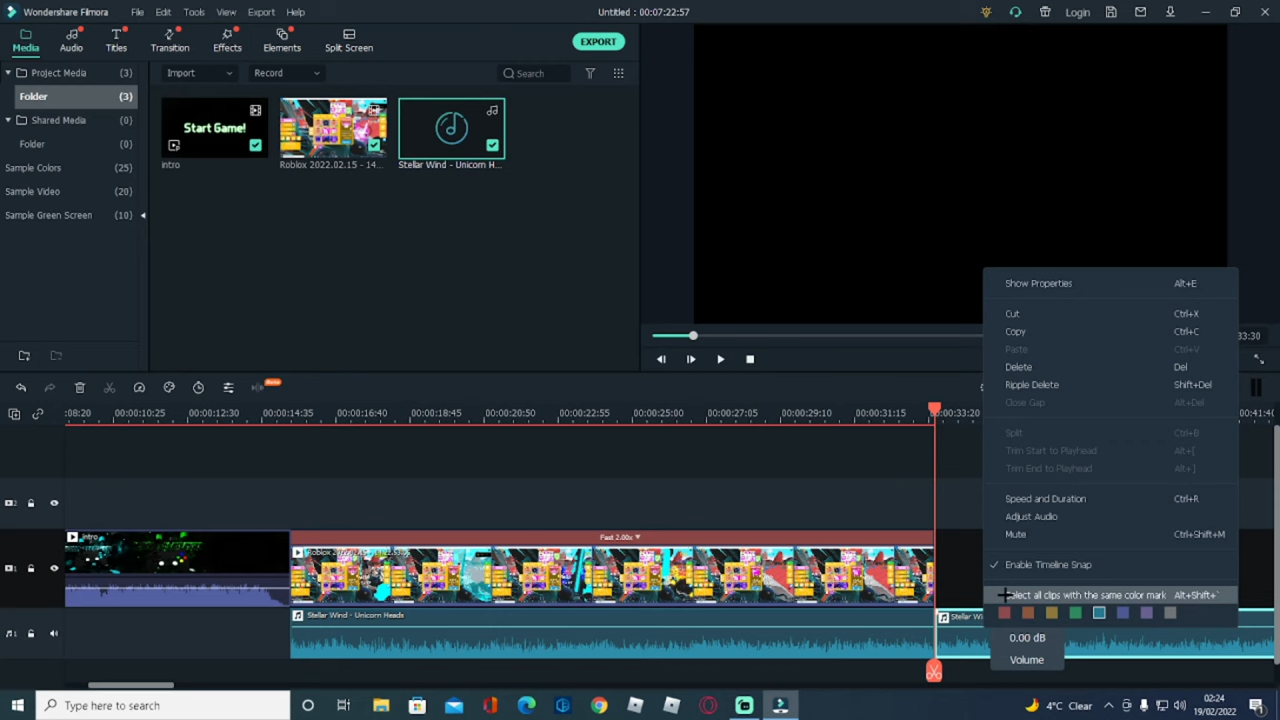 Wondershare Filmora File Edit Tools View Export Help Untitled : 00:07:22:57 Login
Media Audio Titles Transition Effects Elements Split Screen EXPORT
Project Media (3) Import Record Search
Folder (3)
Shared Media (0)
Folder (0)
Sample Colors (25)
Sample Video (20)
Sample Green Screen (10)
Start Game!
intro Roblox 2022.02.15 - 14... Stellar Wind - Unicorn H...
:33:30
Show Properties Alt+E
Cut Ctrl+X
Copy Ctrl+C
Paste Ctrl+V
Delete Del
Ripple Delete Shift+Del
Close Gap Alt+Del
Split Ctrl+B
Trim Start to Playhead Alt+[
Trim End to Playhead Alt+]
Speed and Duration Ctrl+R
Adjust Audio
Mute Ctrl+Shift+M
Enable Timeline Snap
Select all clips with the same color mark Alt+Shift+`
0.00 dB
Volume
Beta
:08:20 00:00:10:25 00:00:12:30 00:00:14:35 00:00:16:40 00:00:18:45 00:00:20:50 00:00:22:55 00:00:25:00 00:00:27:05 00:00:29:10 00:00:31:15 00:00:33:20 00:41:40
2
1
1
intro
Fast 2.00x
Stellar Wind - Unicorn Heads
Stellar Wi
Type here to search
4°C Clear
02:24
19/02/2022
1